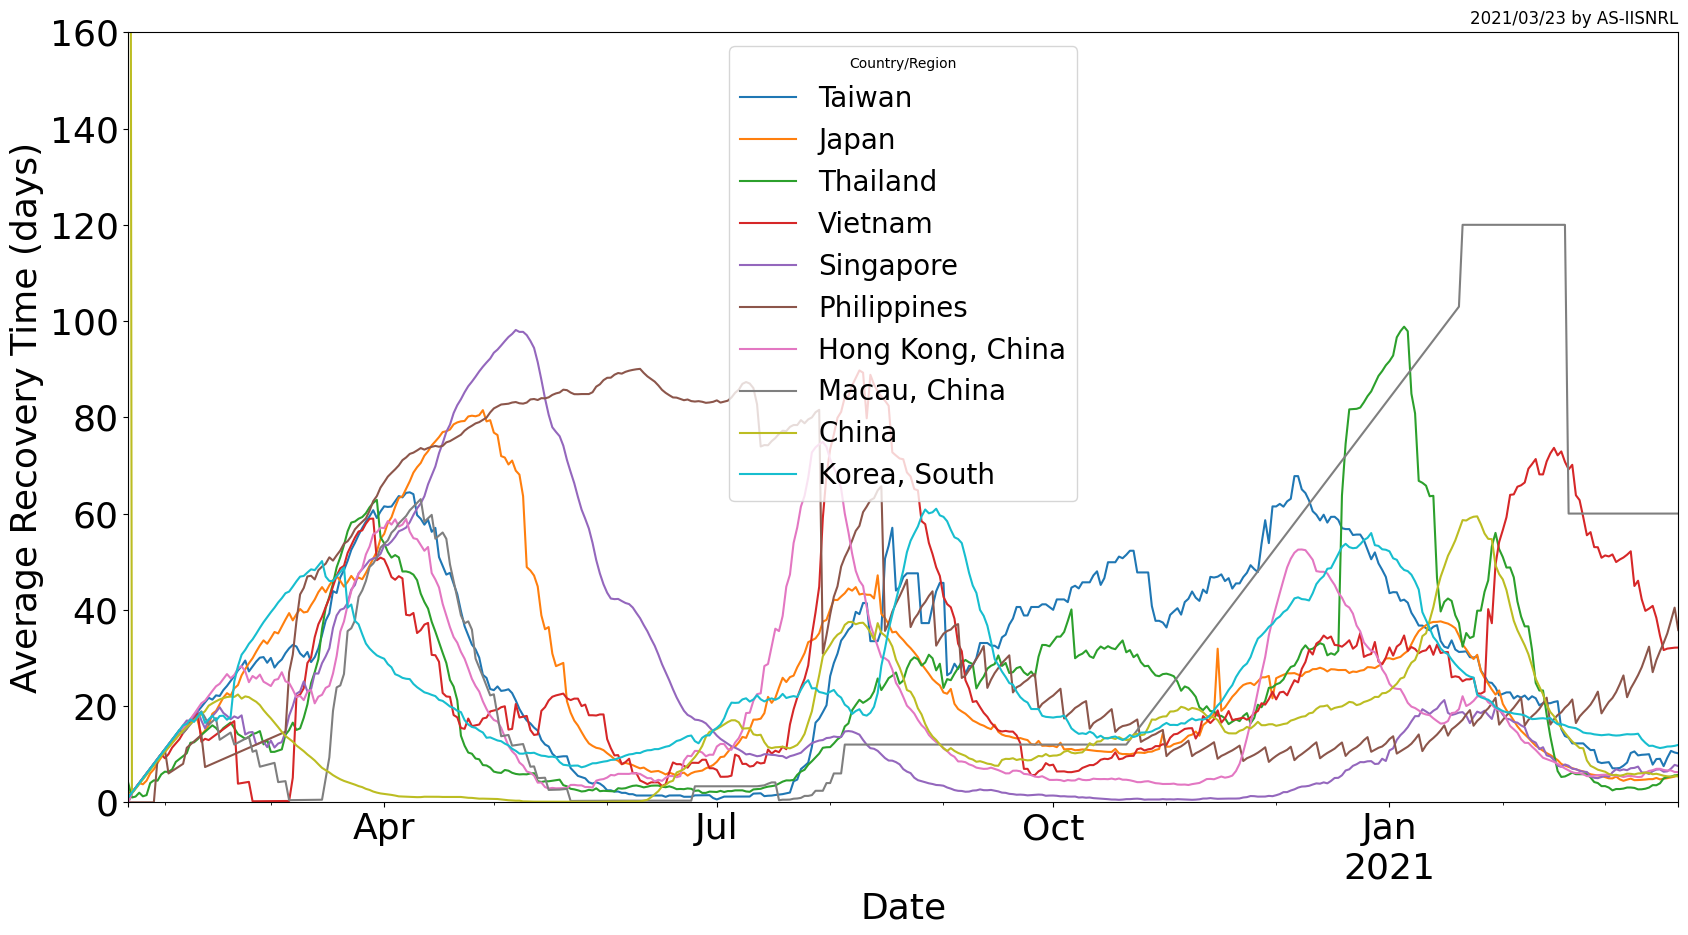 2021/03/23 by AS-IISNRL
160
140
120
100
80
60
40
20
0
Average Recovery Time (days)
Country/Region
Taiwan
Japan
Thailand
Vietnam
Singapore
Philippines
Hong Kong, China
Macau, China
China
Korea, South
Apr
Jul
Oct
Jan
2021
Date